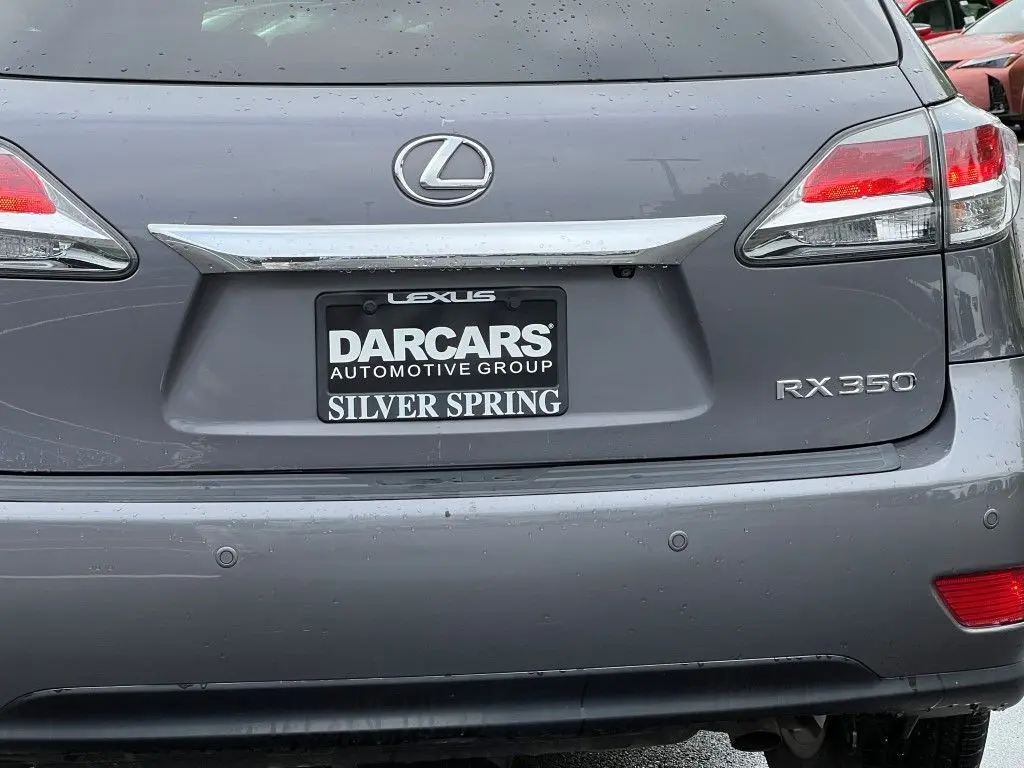 LEXUS
DARCARS®
AUTOMOTIVE GROUP
SILVER SPRING
RX350